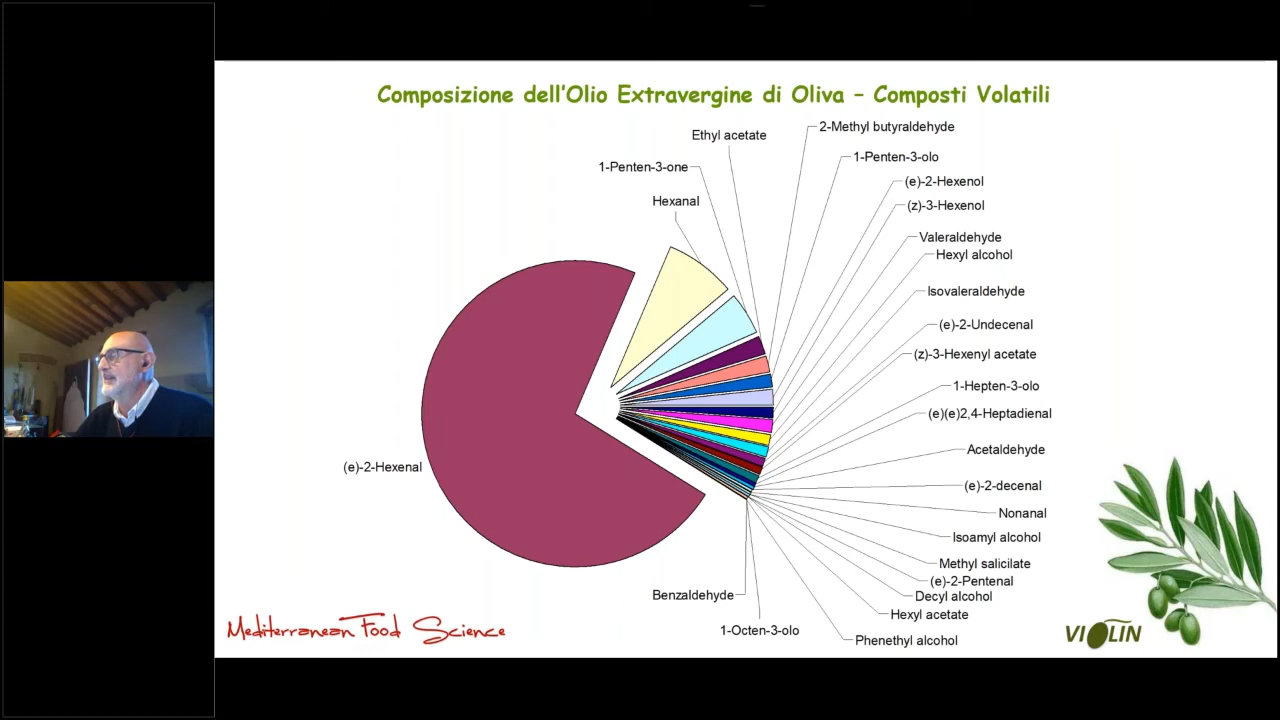 Composizione dell'Olio Extravergine di Oliva – Composti Volatili
2-Methyl butyraldehyde
Ethyl acetate
1-Penten-3-olo
1-Penten-3-one
(e)-2-Hexenol
Hexanal
(z)-3-Hexenol
Valeraldehyde
Hexyl alcohol
Isovaleraldehyde
(e)-2-Undecenal
(z)-3-Hexenyl acetate
1-Hepten-3-olo
(e)(e)2,4-Heptadienal
Acetaldehyde
(e)-2-Hexenal
(e)-2-decenal
Nonanal
Isoamyl alcohol
Methyl salicilate
(e)-2-Pentenal
Benzaldehyde
Decyl alcohol
Hexyl acetate
1-Octen-3-olo
Phenethyl alcohol
Mediterranean Food Science
VIOLIN